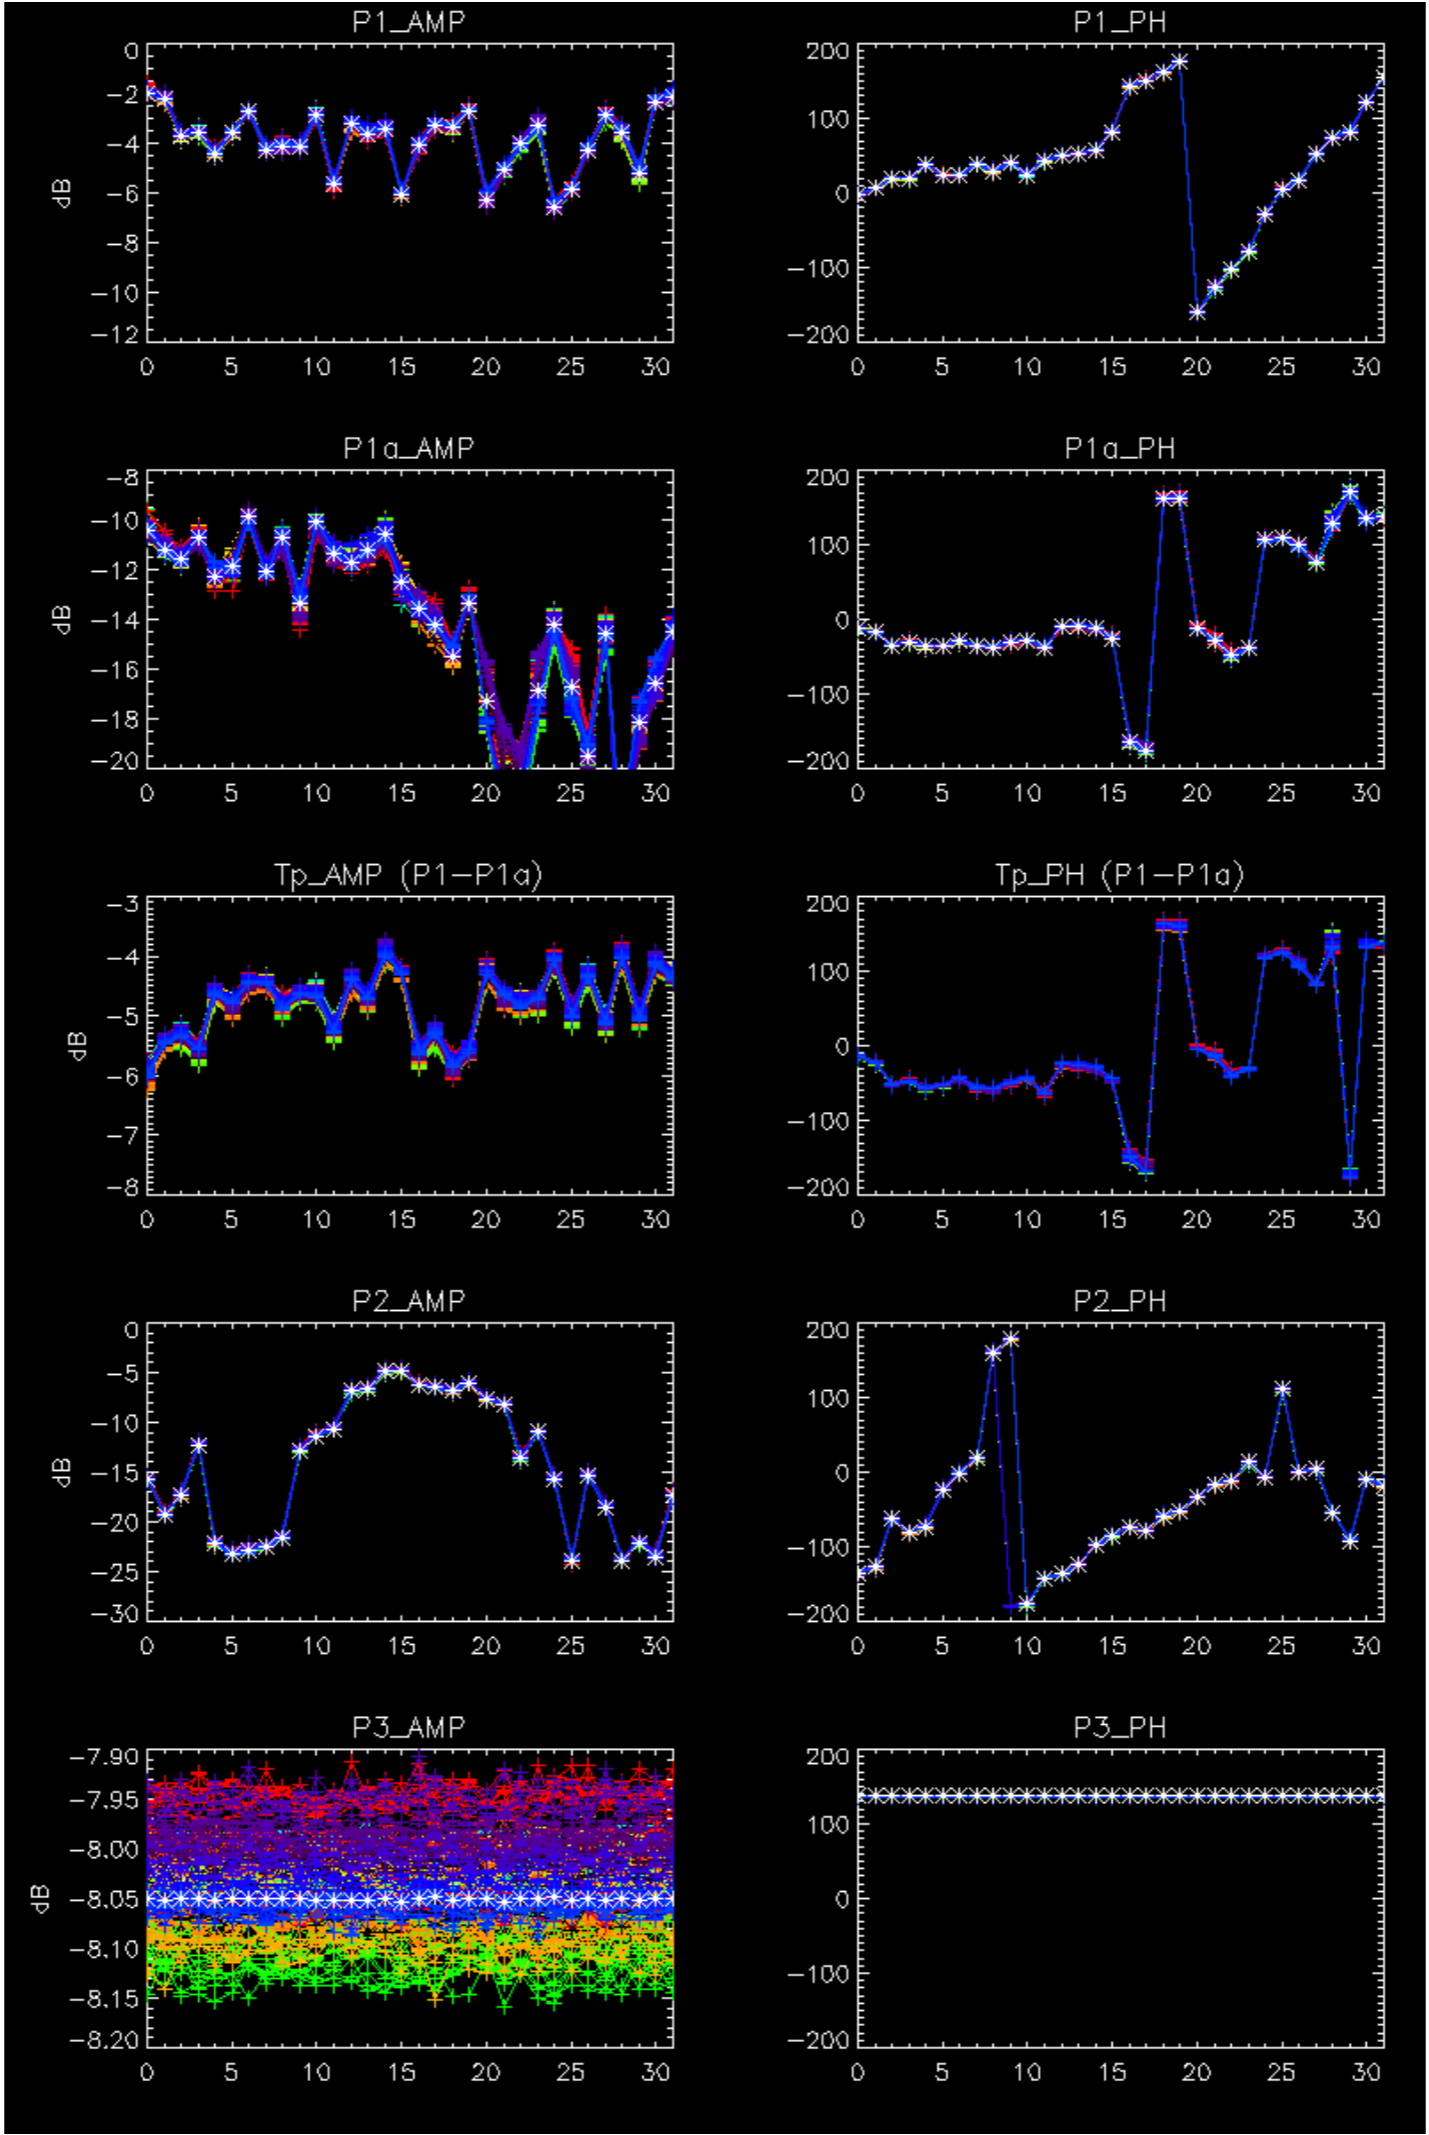 P1_AMP P1_PH
0 200
−2
−4 100
−6 0
dB
−8 −100
−10
−12 −200
0 5 10 15 20 25 30 0 5 10 15 20 25 30
P1a_AMP P1a_PH
−8 200
−10 100
−12
−14 0
dB
−16 −100
−18
−20 −200
0 5 10 15 20 25 30 0 5 10 15 20 25 30
Tp_AMP (P1−P1a) Tp_PH (P1−P1a)
−3 200
−4 100
−5 0
dB
−6 −100
−7
−8 −200
0 5 10 15 20 25 30 0 5 10 15 20 25 30
P2_AMP P2_PH
0 200
−5 100
−10
−15 0
dB
−20 −100
−25
−30 −200
0 5 10 15 20 25 30 0 5 10 15 20 25 30
P3_AMP P3_PH
−7.90 200
−7.95 100
−8.00
−8.05 0
dB
−8.10 −100
−8.15
−8.20 −200
0 5 10 15 20 25 30 0 5 10 15 20 25 30